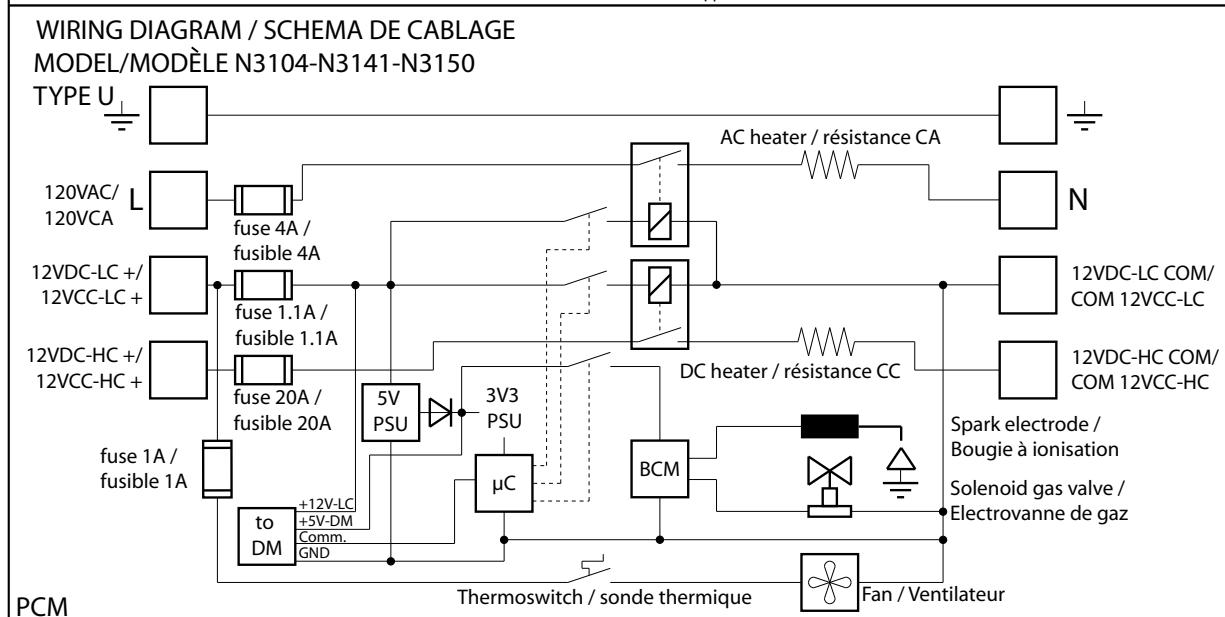 WIRING DIAGRAM / SCHEMA DE CABLAGE
MODEL/MODÈLE N3104-N3141-N3150
TYPE U
AC heater / résistance CA
120VAC/
120VCA
L
N
fuse 4A /
fusible 4A
12VDC-LC +/
12VCC-LC +
12VDC-LC COM/
COM 12VCC-LC
fuse 1.1A /
fusible 1.1A
12VDC-HC +/
12VCC-HC +
DC heater / résistance CC
12VDC-HC COM/
COM 12VCC-HC
fuse 20A /
fusible 20A
5V
PSU
3V3
PSU
fuse 1A /
fusible 1A
µC
BCM
Spark electrode /
Bougie à ionisation
Solenoid gas valve /
Electrovanne de gaz
to
DM
+12V-LC
+5V-DM
Comm.
GND
Thermoswitch / sonde thermique
Fan / Ventilateur
PCM